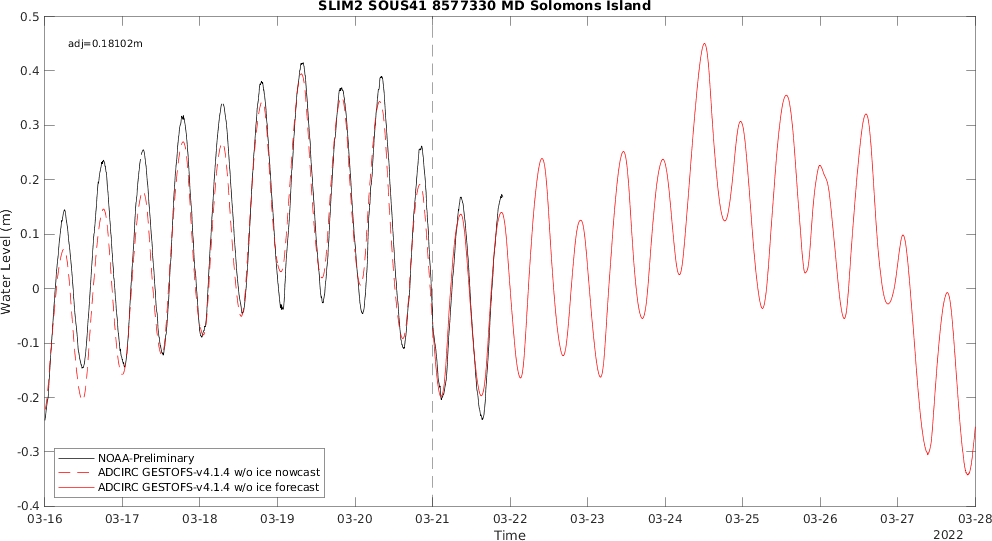 SLIM2 SOUS41 8577330 MD Solomons Island
0.5
adj=0.18102m
0.4
0.3
0.2
0.1
0
-0.1
-0.2
-0.3
-0.4
Water Level (m)
NOAA-Preliminary
ADCIRC GESTOFS-v4.1.4 w/o ice nowcast
ADCIRC GESTOFS-v4.1.4 w/o ice forecast
03-16 03-17 03-18 03-19 03-20 03-21 03-22 03-23 03-24 03-25 03-26 03-27 03-28
Time
2022